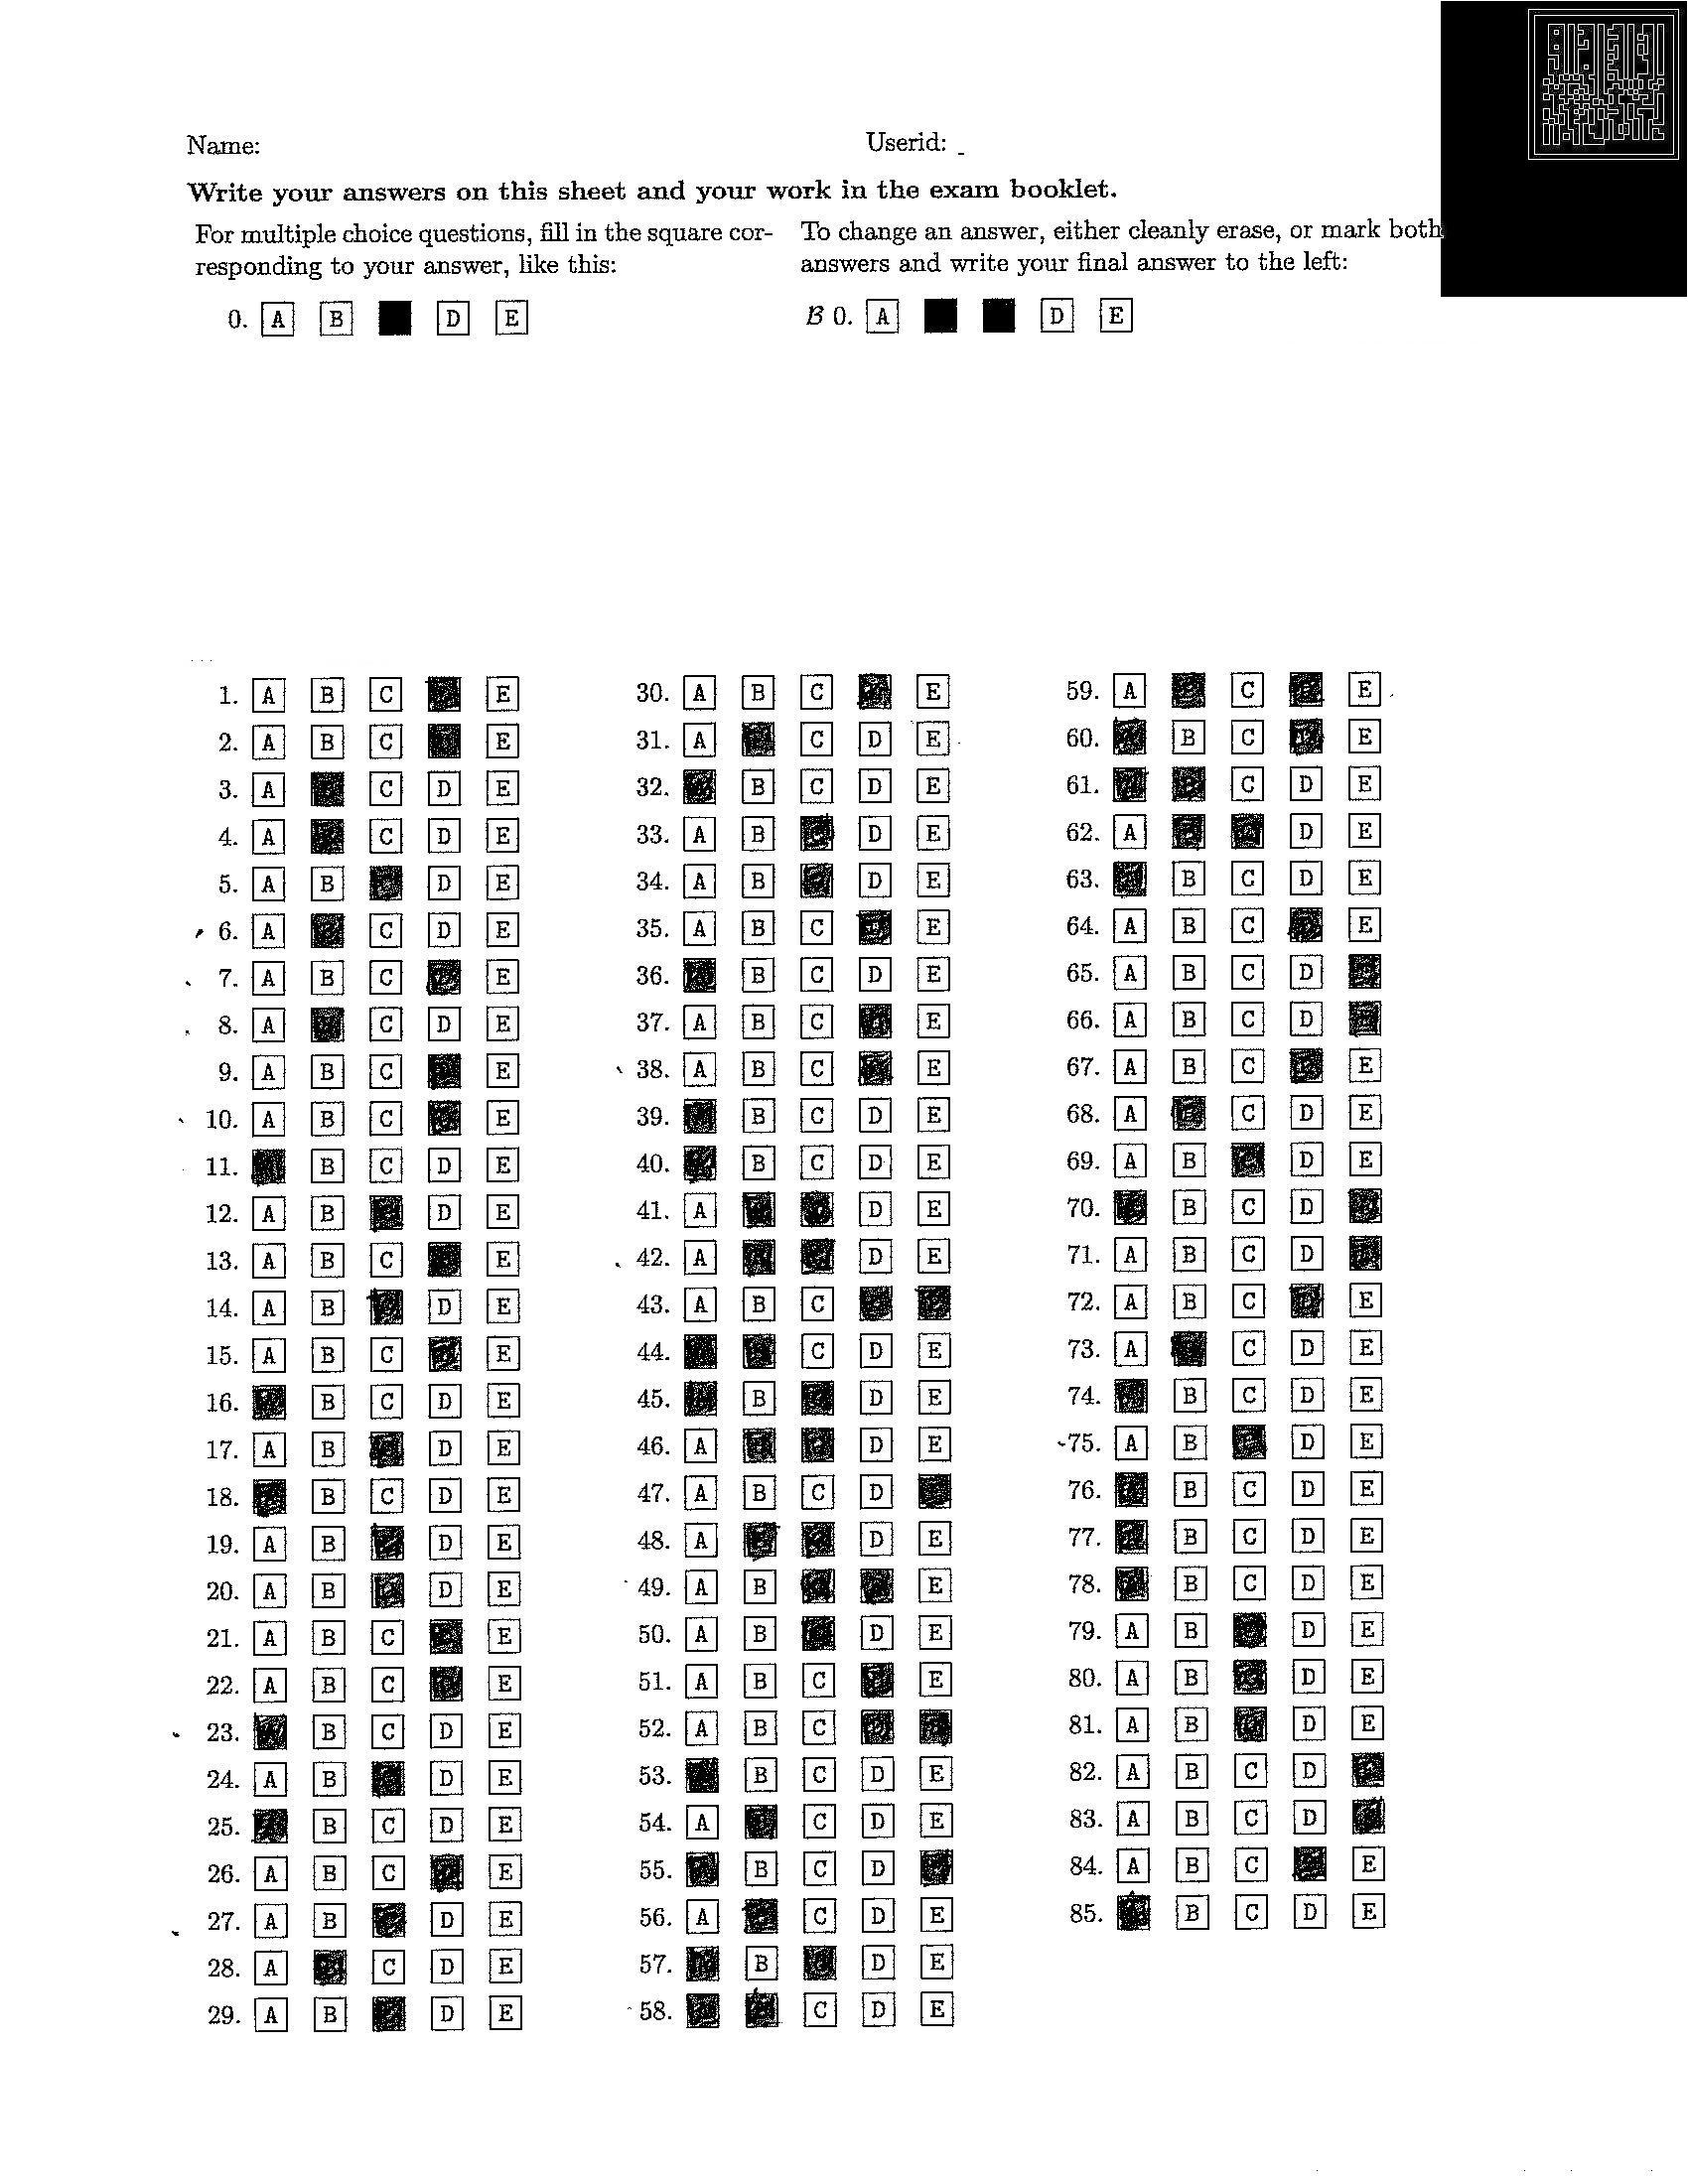 Name:
Userid:
Write your answers on this sheet and your work in the exam booklet.
For multiple choice questions, fill in the square cor-
responding to your answer, like this:
To change an answer, either cleanly erase, or mark both
answers and write your final answer to the left:
0. A B D E
B 0. A D E
1. A B C E
2. A B C E
3. A C D E
4. A C D E
5. A B D E
6. A C D E
7. A B C E
8. A C D E
9. A B C E
10. A B C E
11. B C D E
12. A B D E
13. A B C E
14. A B D E
15. A B C E
16. B C D E
17. A B D E
18. B C D E
19. A B D E
20. A B D E
21. A B C E
22. A B C E
23. B C D E
24. A B D E
25. B C D E
26. A B C E
27. A B D E
28. A C D E
29. A B D E
30. A B C E
31. A C D E
32. B C D E
33. A B D E
34. A B D E
35. A B C E
36. B C D E
37. A B C E
38. A B C E
39. B C D E
40. B C D E
41. A D E
42. A D E
43. A B C
44. C D E
45. B D E
46. A D E
47. A B C D
48. A D E
49. A B E
50. A B D E
51. A B C E
52. A B C
53. B C D E
54. A C D E
55. B C D
56. A C D E
57. B D E
58. C D E
59. A C E
60. B C E
61. C D E
62. A D E
63. B C D E
64. A B C E
65. A B C D
66. A B C D
67. A B C E
68. A C D E
69. A B D E
70. B C D
71. A B C D
72. A B C E
73. A C D E
74. B C D E
75. A B D E
76. B C D E
77. B C D E
78. B C D E
79. A B D E
80. A B D E
81. A B D E
82. A B C D
83. A B C D
84. A B C E
85. B C D E